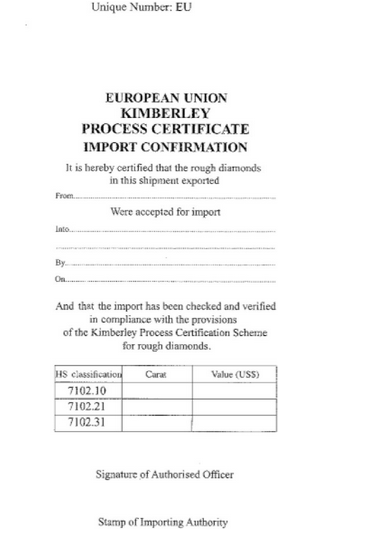 Unique Number: EU
EUROPEAN UNION
KIMBERLEY
PROCESS CERTIFICATE
IMPORT CONFIRMATION
It is hereby certified that the rough diamonds
in this shipment exported
From
Were accepted for import
Into
By
On
And that the import has been checked and verified
in compliance with the provisions
of the Kimberley Process Certification Scheme
for rough diamonds.
HS classification Carat Value (US$)
7102.10
7102.21
7102.31
Signature of Authorised Officer
Stamp of Importing Authority